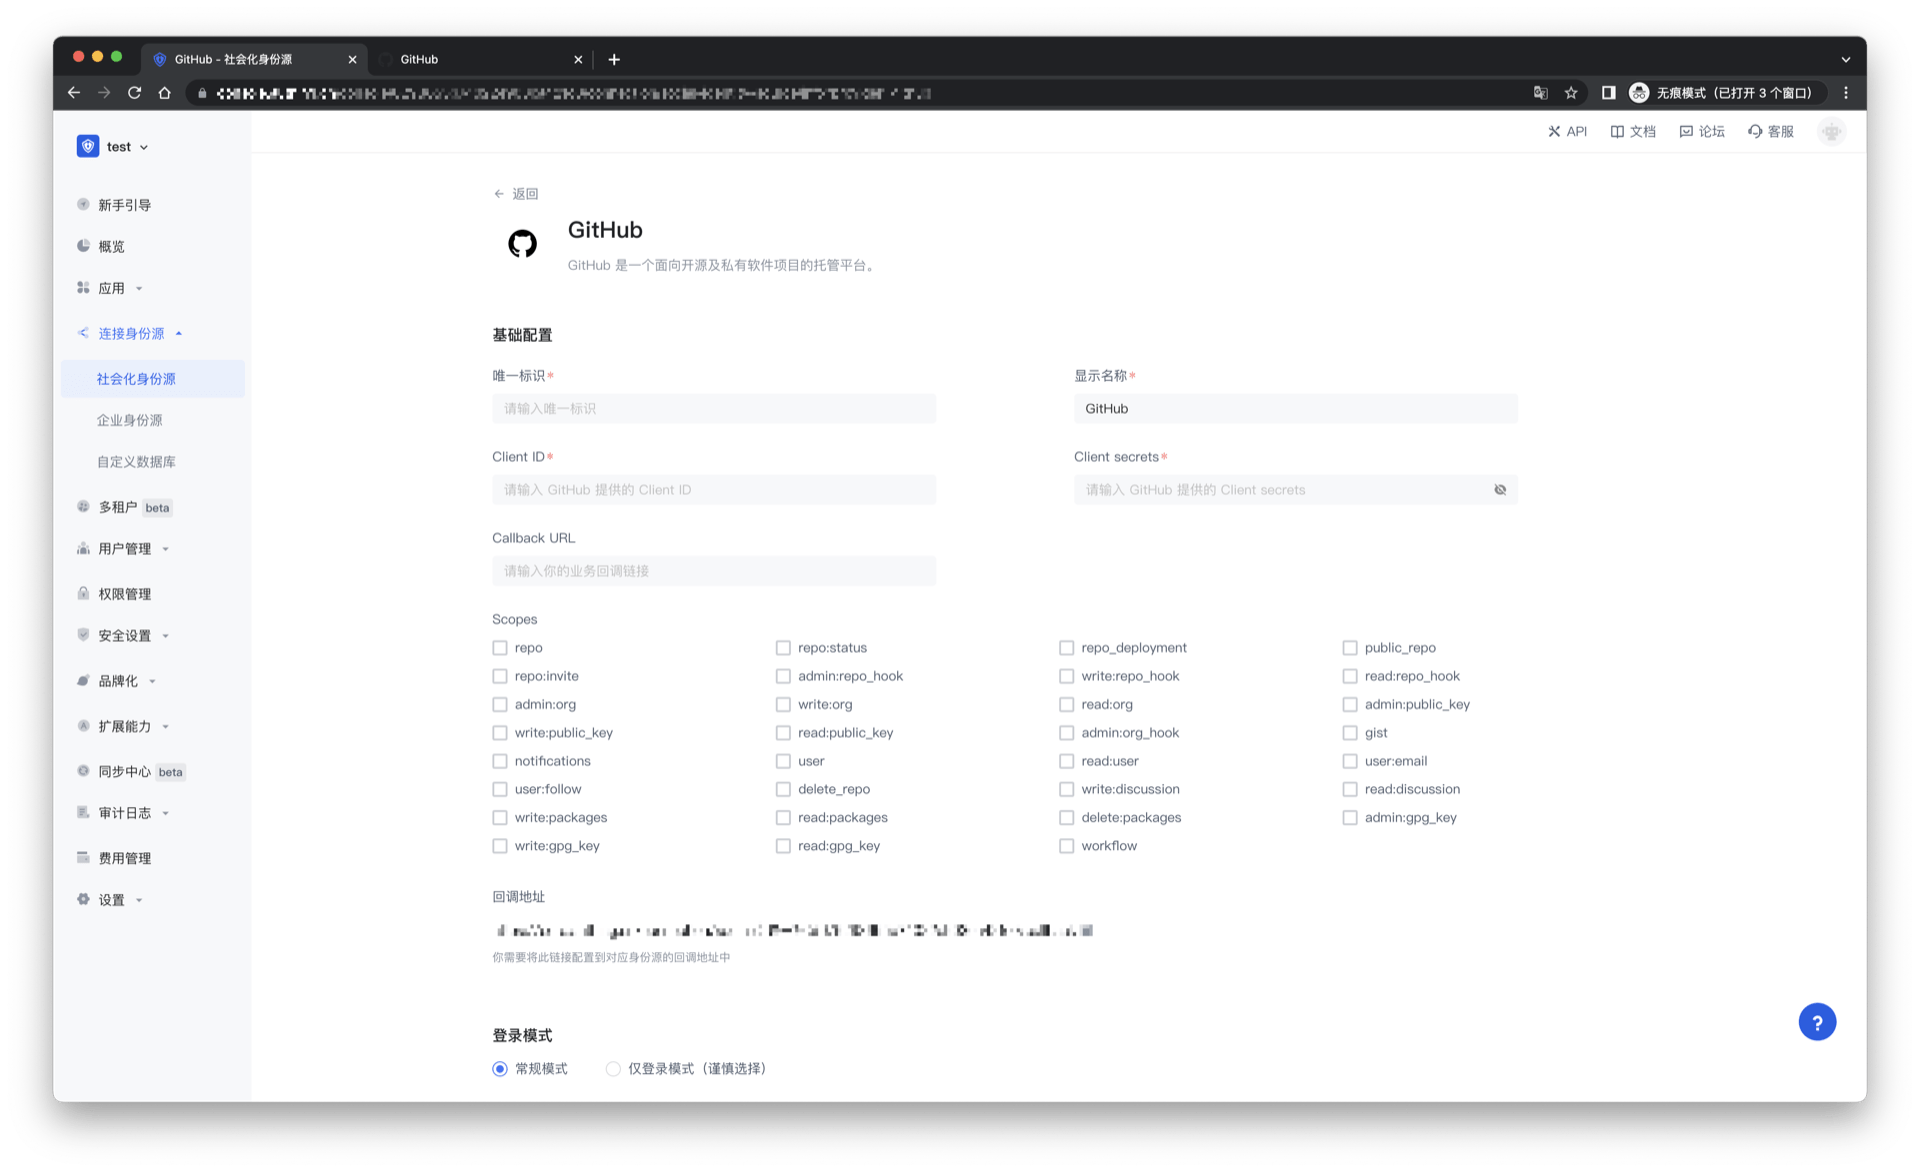 GitHub - 社会化身份源
GitHub
无痕模式（已打开 3 个窗口）
test
API
文档
论坛
客服
新手引导
概览
应用
连接身份源
社会化身份源
企业身份源
自定义数据库
多租户 beta
用户管理
权限管理
安全设置
品牌化
扩展能力
同步中心 beta
审计日志
费用管理
设置
返回
GitHub
GitHub 是一个面向开源及私有软件项目的托管平台。
基础配置
唯一标识*
显示名称*
请输入唯一标识
GitHub
Client ID*
Client secrets*
请输入 GitHub 提供的 Client ID
请输入 GitHub 提供的 Client secrets
Callback URL
请输入你的业务回调链接
Scopes
repo
repo:status
repo_deployment
public_repo
repo:invite
admin:repo_hook
write:repo_hook
read:repo_hook
admin:org
write:org
read:org
admin:public_key
write:public_key
read:public_key
admin:org_hook
gist
notifications
user
read:user
user:email
user:follow
delete_repo
write:discussion
read:discussion
write:packages
read:packages
delete:packages
admin:gpg_key
write:gpg_key
read:gpg_key
workflow
回调地址
你需要将此链接配置到对应身份源的回调地址中
登录模式
常规模式
仅登录模式（谨慎选择）
?